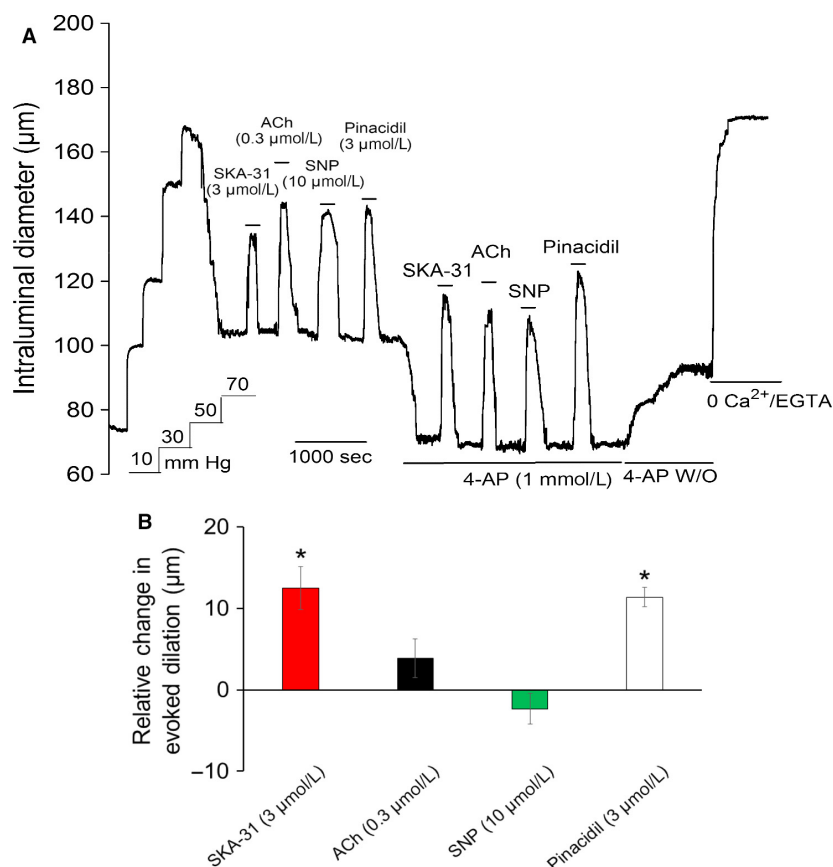 A
Intraluminal diameter (µm)
200
180
160
140
120
100
80
60
ACh
(0.3 µmol/L)
Pinacidil
(3 µmol/L)
SKA-31
(3 µmol/L)
SNP
(10 µmol/L)
SKA-31
ACh
SNP
Pinacidil
70
50
30
10
mm Hg
1000 sec
4-AP (1 mmol/L)
4-AP W/O
0 Ca²⁺/EGTA
B
Relative change in
evoked dilation (µm)
20
10
0
−10
*
*
SKA-31 (3 µmol/L)
ACh (0.3 µmol/L)
SNP (10 µmol/L)
Pinacidil (3 µmol/L)